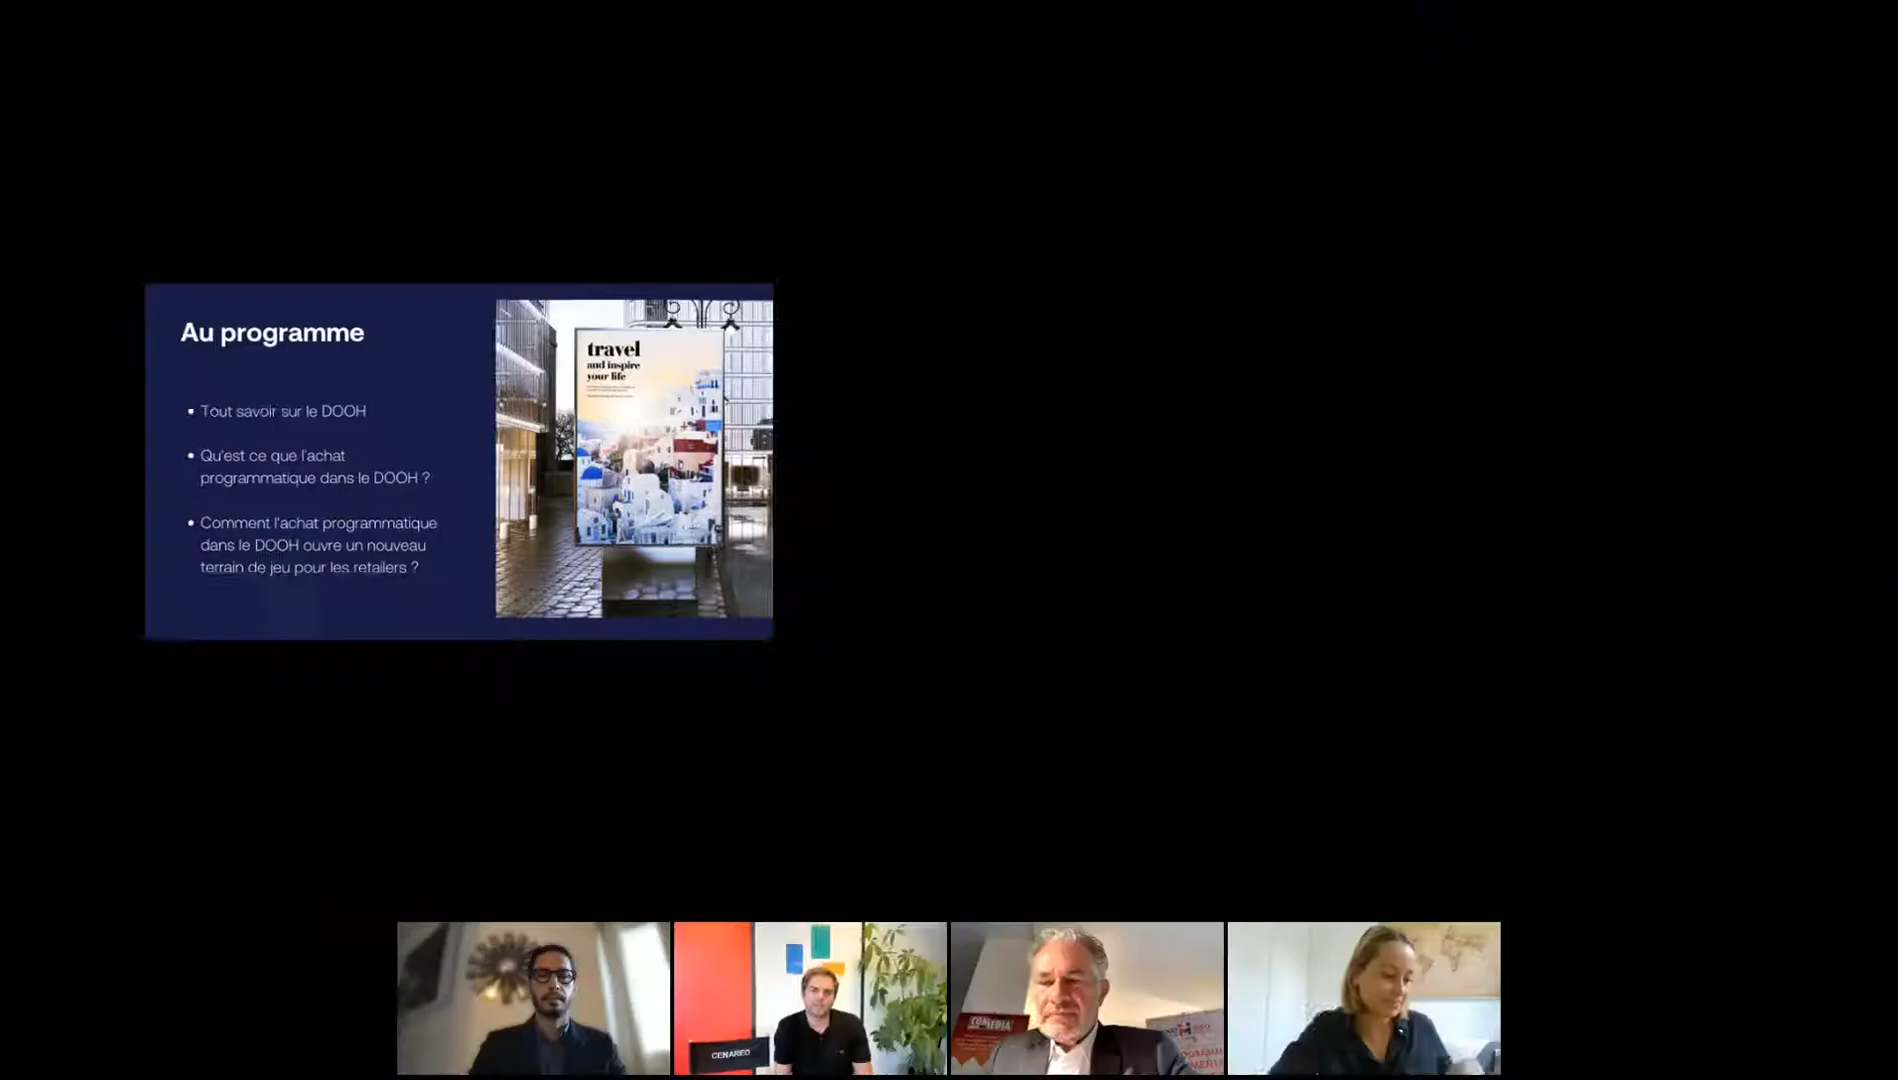 Au programme
• Tout savoir sur le DOOH
• Qu'est ce que l'achat
programmatique dans le DOOH ?
• Comment l'achat programmatique
dans le DOOH ouvre un nouveau
terrain de jeu pour les retailers ?
travel
and inspire
your life
CENAREO